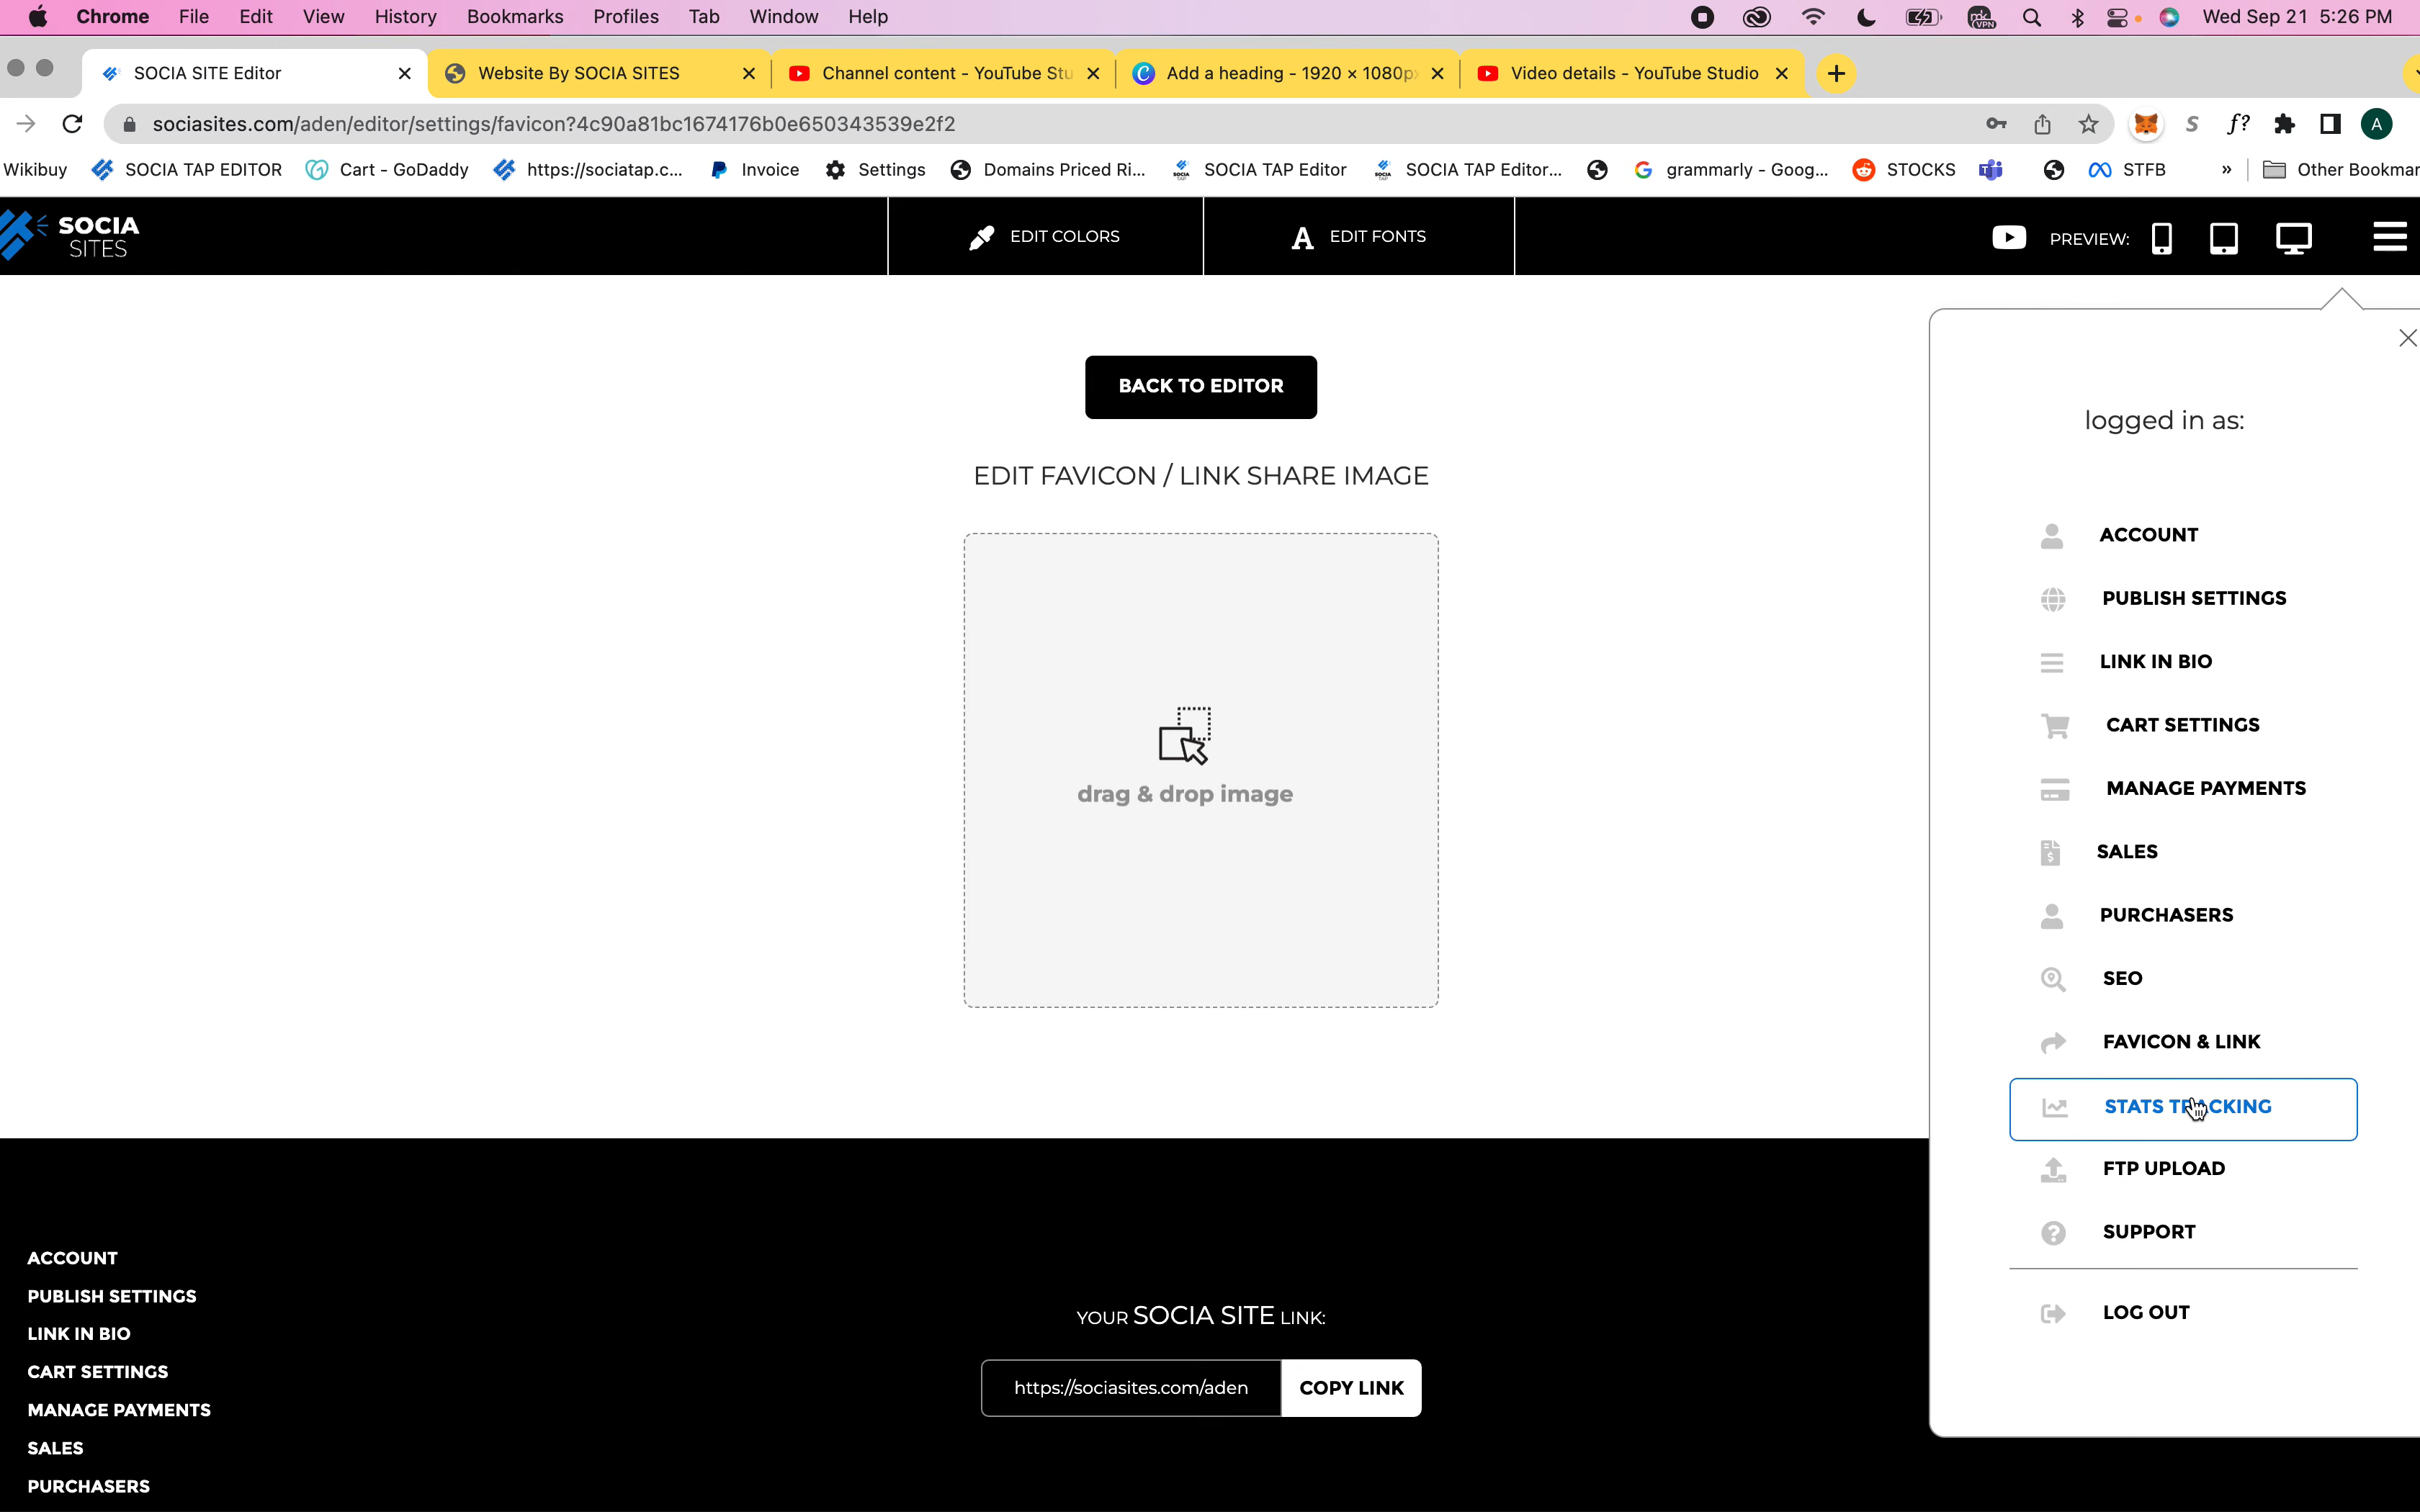 Chrome File Edit View History Bookmarks Profiles Tab Window Help Wed Sep 21 5:26 PM
SOCIA SITE Editor Website By SOCIA SITES Channel content - YouTube Stu Add a heading - 1920 × 1080p Video details - YouTube Studio
sociasites.com/aden/editor/settings/favicon?4c90a81bc1674176b0e650343539e2f2
Wikibuy SOCIA TAP EDITOR Cart - GoDaddy https://sociatap.c... Invoice Settings Domains Priced Ri... SOCIA TAP Editor SOCIA TAP Editor... grammarly - Goog... STOCKS STFB » Other Bookmar
SOCIA
SITES
EDIT COLORS
EDIT FONTS
PREVIEW:
BACK TO EDITOR
EDIT FAVICON / LINK SHARE IMAGE
drag & drop image
logged in as:
ACCOUNT
PUBLISH SETTINGS
LINK IN BIO
CART SETTINGS
MANAGE PAYMENTS
SALES
PURCHASERS
SEO
FAVICON & LINK
STATS TRACKING
FTP UPLOAD
SUPPORT
LOG OUT
ACCOUNT
PUBLISH SETTINGS
LINK IN BIO
CART SETTINGS
MANAGE PAYMENTS
SALES
PURCHASERS
YOUR SOCIA SITE LINK:
https://sociasites.com/aden
COPY LINK